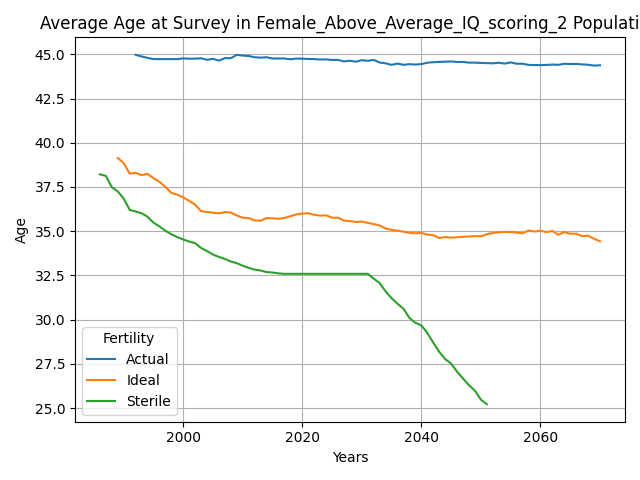 Average Age at Survey in Female_Above_Average_IQ_scoring_2 Populati
45.0
42.5
40.0
37.5
35.0
32.5
30.0
27.5
25.0
Age
Fertility
Actual
Ideal
Sterile
2000 2020 2040 2060
Years